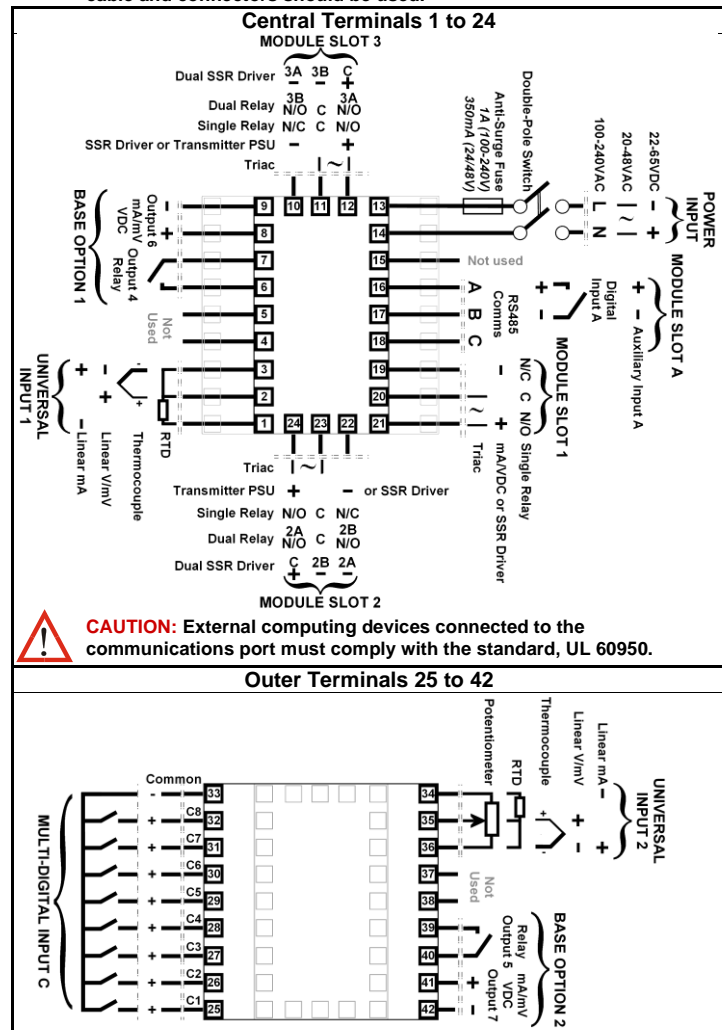 cable and connectors should be used.
Central Terminals 1 to 24
MODULE SLOT 3
Dual SSR Driver 3A 3B C
− − +
Dual Relay 3B N/O C 3A N/O
Single Relay N/C C N/O
SSR Driver or Transmitter PSU − +
Triac | ~ |
10 11 12
Double-Pole Switch
Anti-Surge Fuse
1A (100-240V)
350mA (24/48V)
100-240VAC L N
20-48VAC | ~ |
22-65VDC − +
POWER INPUT
BASE OPTION 1
Output 6 mA/mV VDC − +
Output 4 Relay
Not Used
9
8
7
6
5
4
3
2
1
13
14
15 Not used
16 A
17 B
18 C
19
20
21
RS485 Comms
Digital Input A + −
+ − Auxiliary Input A
MODULE SLOT A
MODULE SLOT 1
N/C C N/O Single Relay
− + mA/VDC or SSR Driver
| ~ | Triac
UNIVERSAL INPUT 1
+ − Linear mA
− + Linear V/mV
- + Thermocouple
RTD
24 23 22
Triac | ~ |
Transmitter PSU + − or SSR Driver
Single Relay N/O C N/C
Dual Relay 2A N/O C 2B N/O
Dual SSR Driver C 2B 2A
+ − −
MODULE SLOT 2
! CAUTION: External computing devices connected to the
communications port must comply with the standard, UL 60950.
Outer Terminals 25 to 42
MULTI-DIGITAL INPUT C
Common - 33
+ C8 32
+ C7 31
+ C6 30
+ C5 29
+ C4 28
+ C3 27
+ C2 26
+ C1 25
34
35
36
37
38
39
40
41
42
Potentiometer
RTD
Thermocouple + -
Linear V/mV + −
Linear mA − +
UNIVERSAL INPUT 2
Not Used
Relay Output 5
mA/mV VDC Output 7 + −
BASE OPTION 2